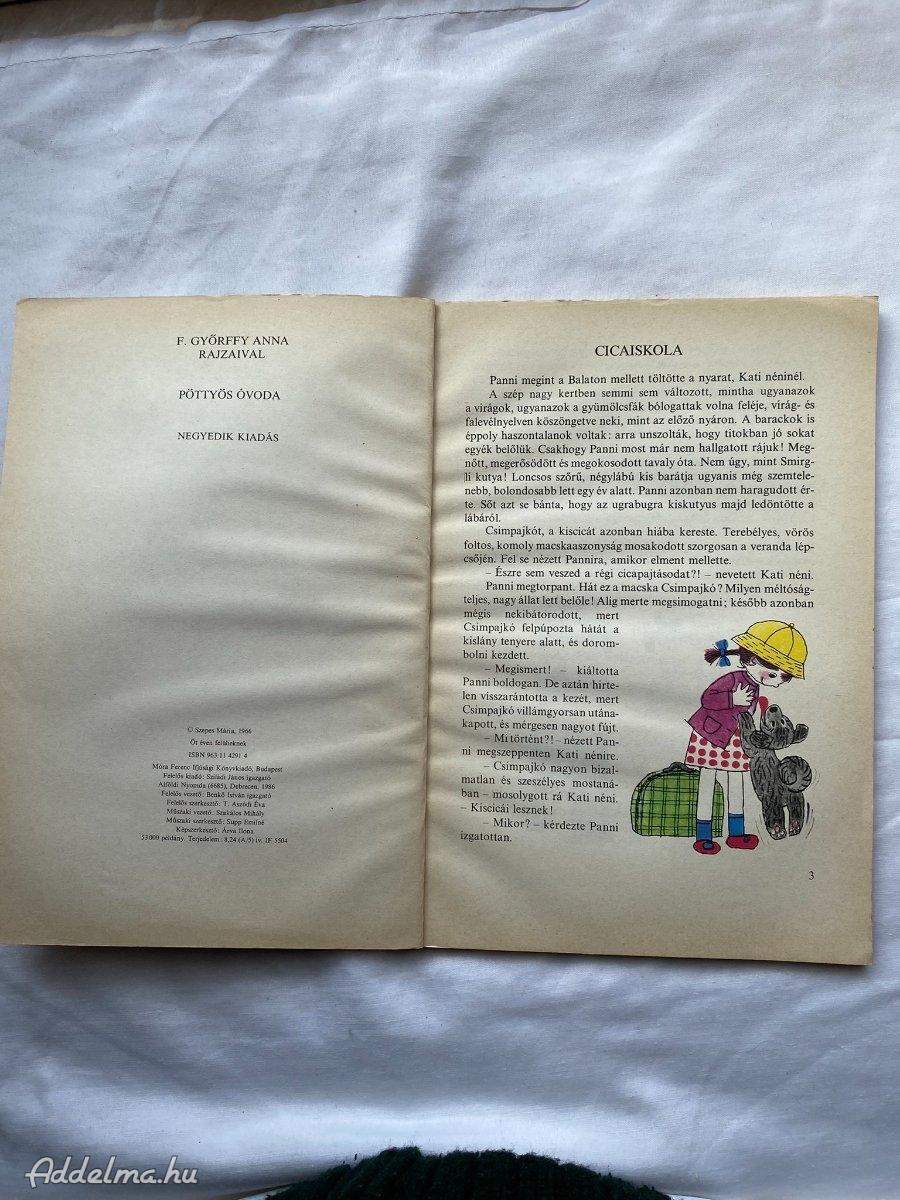 F. GYŐRFFY ANNA
RAJZAIVAL
PÖTTYÖS ÓVODA
NEGYEDIK KIADÁS
© Szepes Mária, 1966
Öt éven felülieknek
ISBN 963 11 4291 4
Móra Ferenc Ifjúsági Könyvkiadó, Budapest
Felelős kiadó: Sziládi János igazgató
Alföldi Nyomda (6685), Debrecen, 1986
Felelős vezető: Benkő István igazgató
Felelős szerkesztő: T. Aszódi Éva
Műszaki vezető: Szakálos Mihály
Műszaki szerkesztő: Supp Emilné
Képszerkesztő: Árva Ilona
53 000 példány. Terjedelem: 8,24 (A/5) ív. IF 5504
CICAISKOLA
Panni megint a Balaton mellett töltötte a nyarat, Kati néninél.
A szép nagy kertben semmi sem változott, mintha ugyanazok
a virágok, ugyanazok a gyümölcsfák bólogattak volna feléje, virág- és
falevélnyelven köszöngetve neki, mint az előző nyáron. A barackok is
éppoly haszontalanok voltak: arra unszolták, hogy titokban jó sokat
egyék belőlük. Csakhogy Panni most már nem hallgatott rájuk! Meg-
nőtt, megerősödött és megokosodott tavaly óta. Nem úgy, mint Smirg-
li kutya! Loncsos szőrű, négylábú kis barátja ugyanis még szemtele-
nebb, bolondosabb lett egy év alatt. Panni azonban nem haragudott ér-
te. Sőt azt se bánta, hogy az ugrabugra kiskutyus majd ledöntötte a
lábáról.
Csimpajkót, a kiscicát azonban hiába kereste. Terebélyes, vörös
foltos, komoly macskaaszonyság mosakodott szorgosan a veranda lép-
csőjén. Fel se nézett Pannira, amikor elment mellette.
– Észre sem veszed a régi cicapajtásodat?! – nevetett Kati néni.
Panni megtorpant. Hát ez a macska Csimpajkó? Milyen méltóság-
teljes, nagy állat lett belőle! Alig merte megsimogatni; később azonban
mégis nekibátorodott, mert
Csimpajkó felpúpozta hátát a
kislány tenyere alatt, és dorom-
bolni kezdett.
– Megismert! – kiáltotta
Panni boldogan. De aztán hirte-
len visszarántotta a kezét, mert
Csimpajkó villámgyorsan utána-
kapott, és mérgesen nagyot fújt.
– Mi történt?! – nézett Pan-
ni megszeppenten Kati nénire.
– Csimpajkó nagyon bizal-
matlan és szeszélyes mostaná-
ban – mosolygott rá Kati néni.
– Kiscicái lesznek!
– Mikor? – kérdezte Panni
izgatottan.
3
Addelma.hu